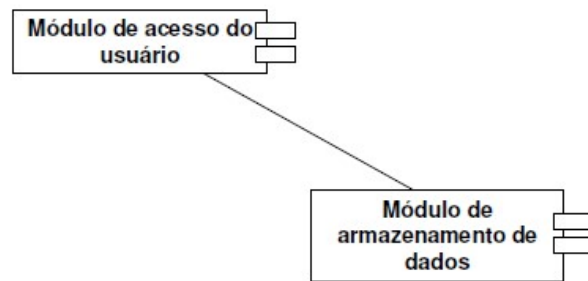 Módulo de acesso do
usuário
Módulo de
armazenamento de
dados